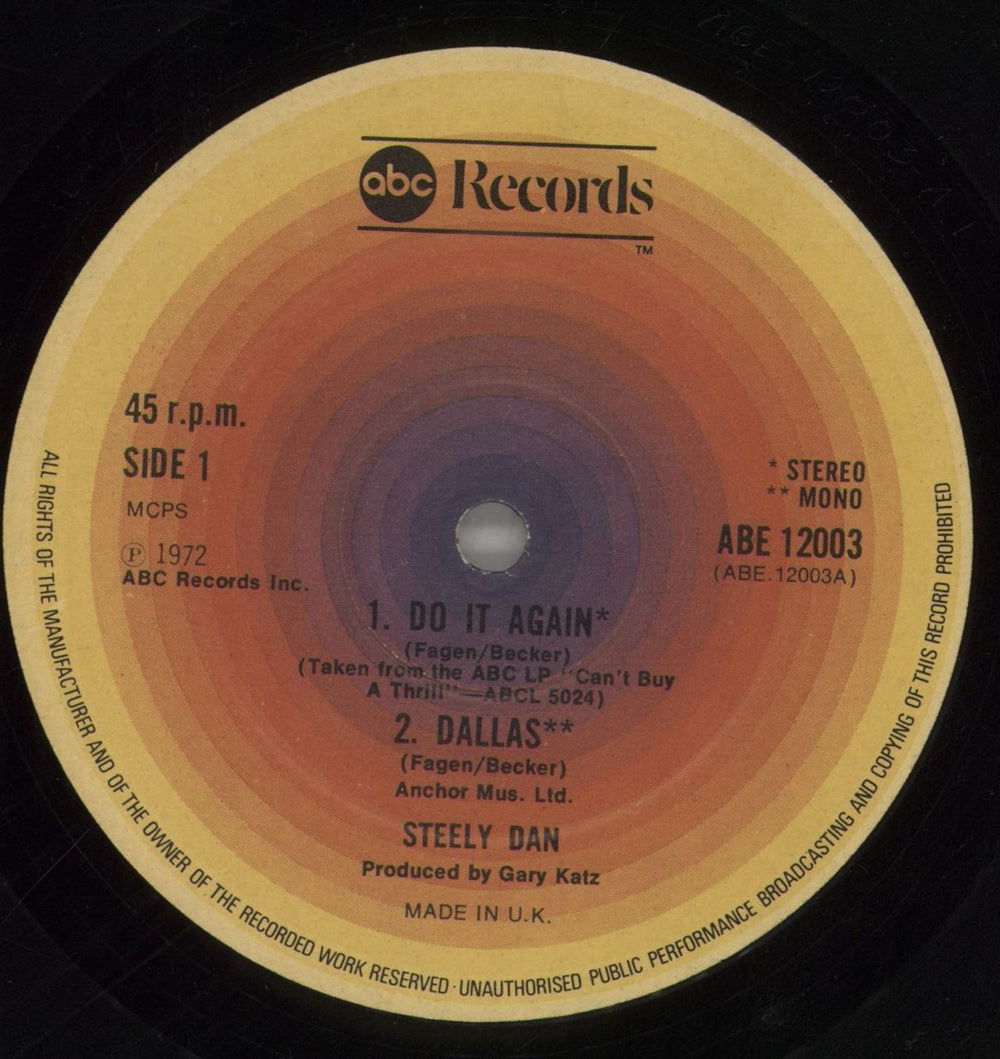 abc Records
TM
45 r.p.m.
SIDE 1
MCPS
Ⓟ 1972
ABC Records Inc.
* STEREO
** MONO
ABE 12003
(ABE.12003A)
1. DO IT AGAIN*
(Fagen/Becker)
(Taken from the ABC LP "Can't Buy
A Thrill"—ABCL 5024)
2. DALLAS**
(Fagen/Becker)
Anchor Mus. Ltd.
STEELY DAN
Produced by Gary Katz
MADE IN U.K.
ALL RIGHTS OF THE MANUFACTURER AND OF THE OWNER OF THE RECORDED WORK RESERVED · UNAUTHORISED PUBLIC PERFORMANCE BROADCASTING AND COPYING OF THIS RECORD PROHIBITED